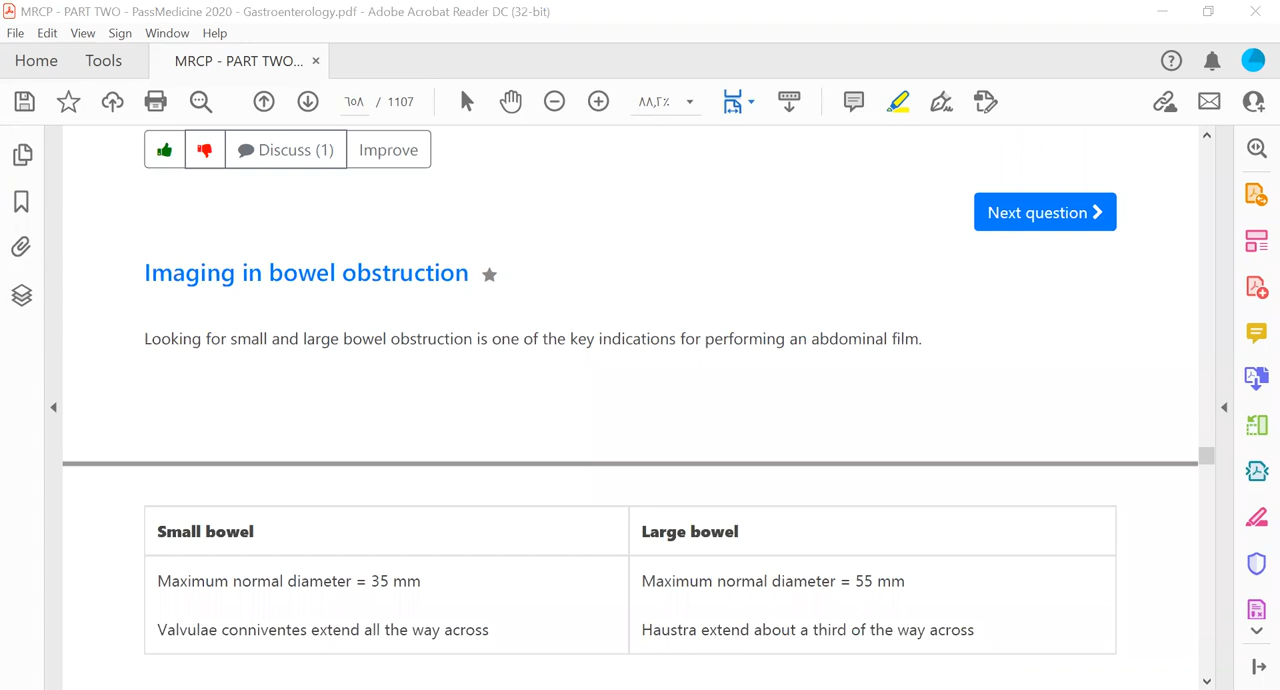 MRCP - PART TWO - PassMedicine 2020 - Gastroenterology.pdf - Adobe Acrobat Reader DC (32-bit)
File Edit View Sign Window Help
Home Tools MRCP - PART TWO... ×
٦٥٨ / 1107 ٨٨,٢٪
Discuss (1) Improve
Next question
Imaging in bowel obstruction
Looking for small and large bowel obstruction is one of the key indications for performing an abdominal film.
Small bowel Large bowel
Maximum normal diameter = 35 mm Maximum normal diameter = 55 mm
Valvulae conniventes extend all the way across Haustra extend about a third of the way across